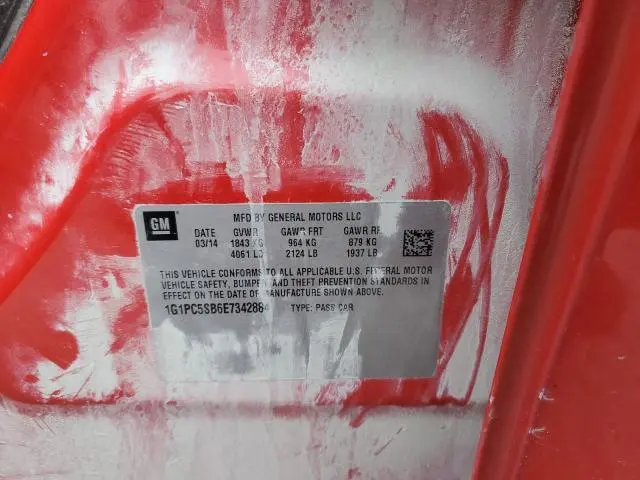 GM
MFD BY GENERAL MOTORS LLC
DATE GVWR GAWR FRT GAWR RR
03/14 1843 KG 964 KG 879 KG
4061 LB 2124 LB 1937 LB
THIS VEHICLE CONFORMS TO ALL APPLICABLE U.S. FEDERAL MOTOR
VEHICLE SAFETY, BUMPER, AND THEFT PREVENTION STANDARDS IN
EFFECT ON THE DATE OF MANUFACTURE SHOWN ABOVE.
1G1PC5SB6E7342884 TYPE: PASS CAR